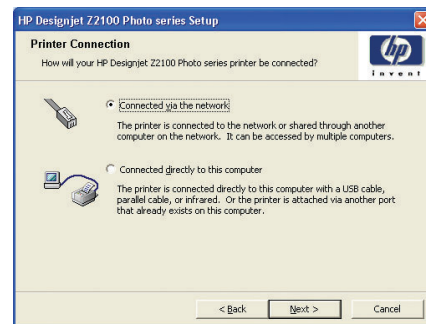 HP Designjet Z2100 Photo series Setup
Printer Connection
How will your HP Designjet Z2100 Photo series printer be connected?
hp
invent
Connected via the network
The printer is connected to the network or shared through another
computer on the network. It can be accessed by multiple computers.
Connected directly to this computer
The printer is connected directly to this computer with a USB cable,
parallel cable, or infrared. Or the printer is attached via another port
that already exists on this computer.
< Back
Next >
Cancel